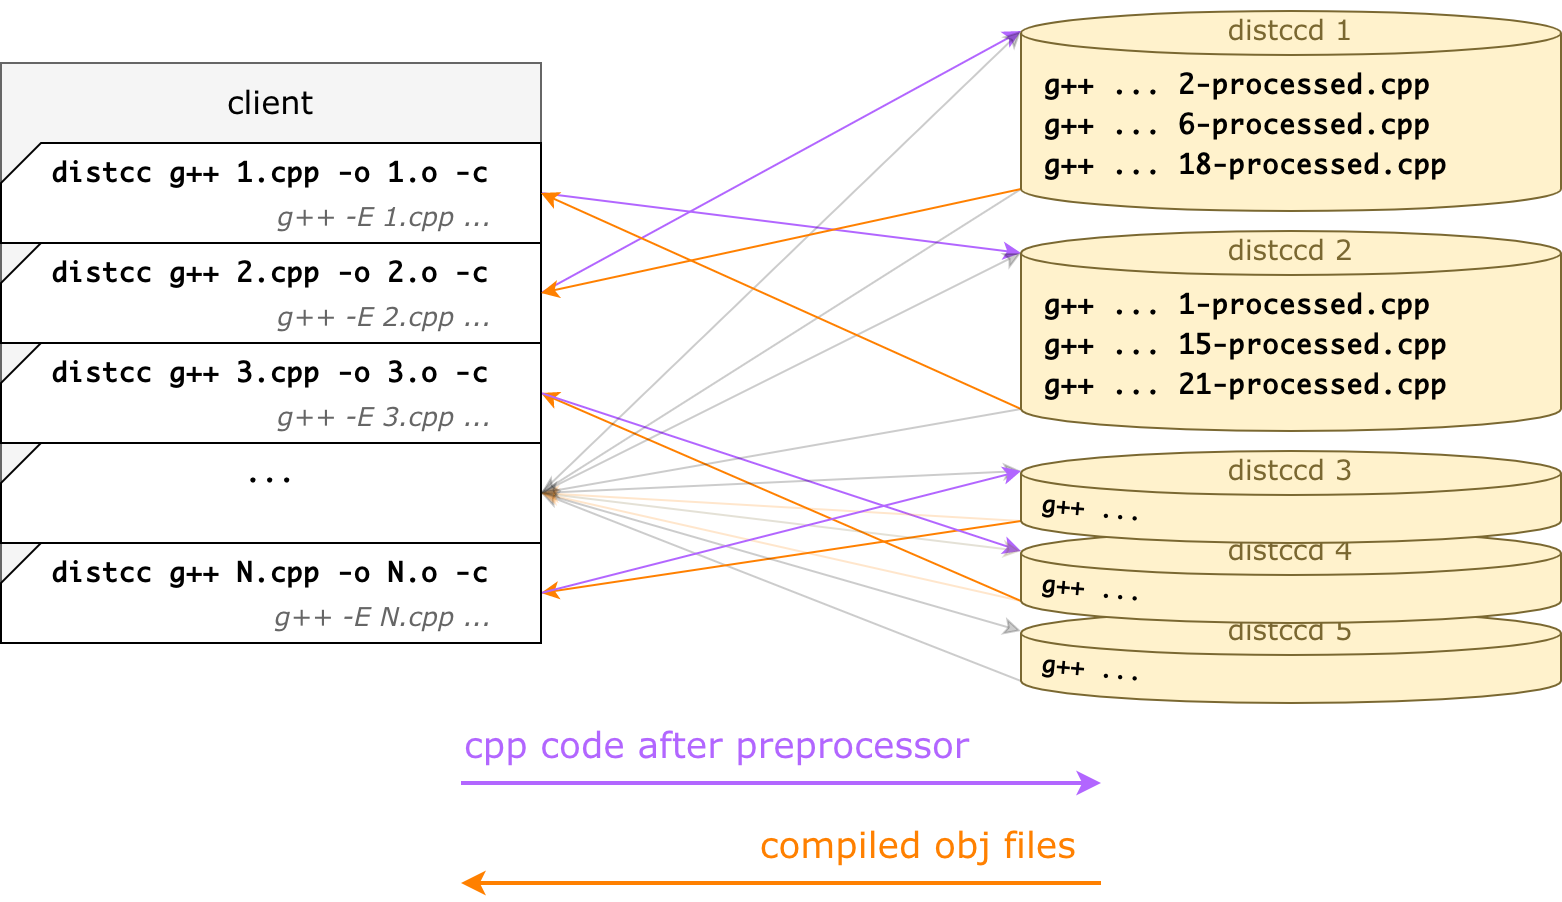 client
distcc g++ 1.cpp -o 1.o -c
g++ -E 1.cpp ...
distcc g++ 2.cpp -o 2.o -c
g++ -E 2.cpp ...
distcc g++ 3.cpp -o 3.o -c
g++ -E 3.cpp ...
...
distcc g++ N.cpp -o N.o -c
g++ -E N.cpp ...
distccd 1
g++ ... 2-processed.cpp
g++ ... 6-processed.cpp
g++ ... 18-processed.cpp
distccd 2
g++ ... 1-processed.cpp
g++ ... 15-processed.cpp
g++ ... 21-processed.cpp
distccd 3
g++ ...
distccd 4
g++ ...
distccd 5
g++ ...
cpp code after preprocessor
compiled obj files